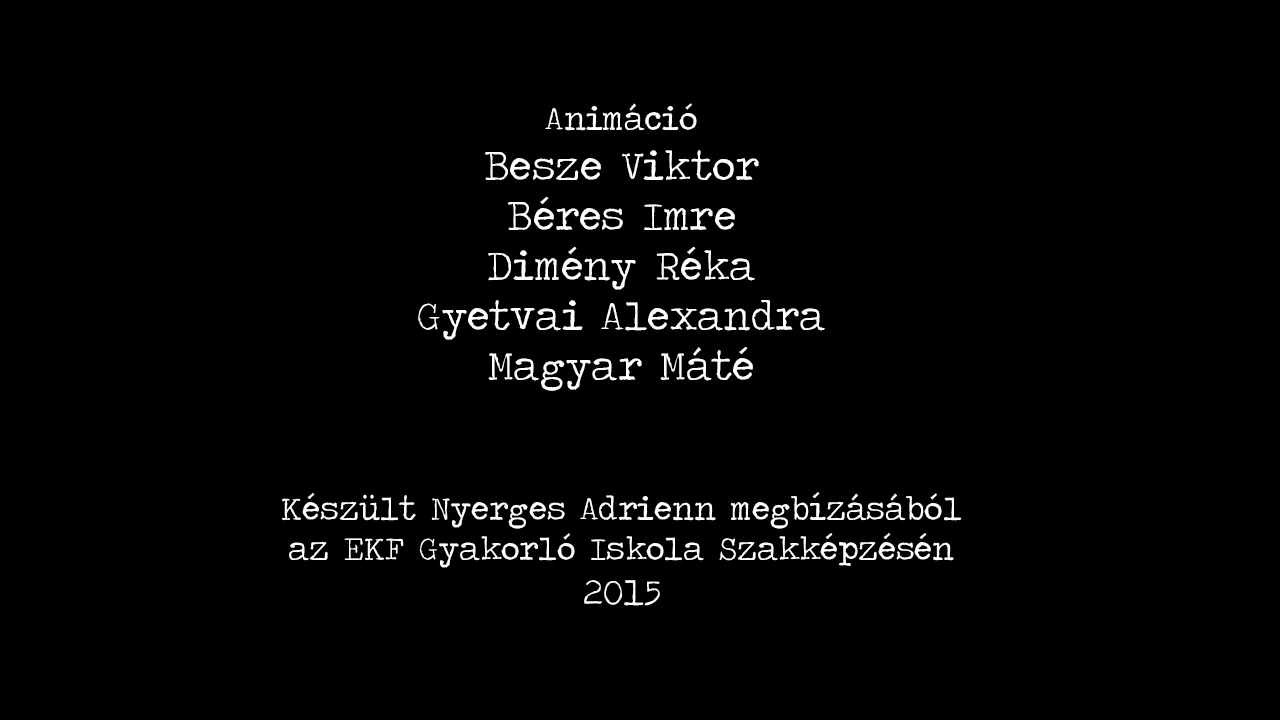 Animáció
Besze Viktor
Béres Imre
Dimény Réka
Gyetvai Alexandra
Magyar Máté
Készült Nyerges Adrienn megbízásából
az EKF Gyakorló Iskola Szakképzésén
2015